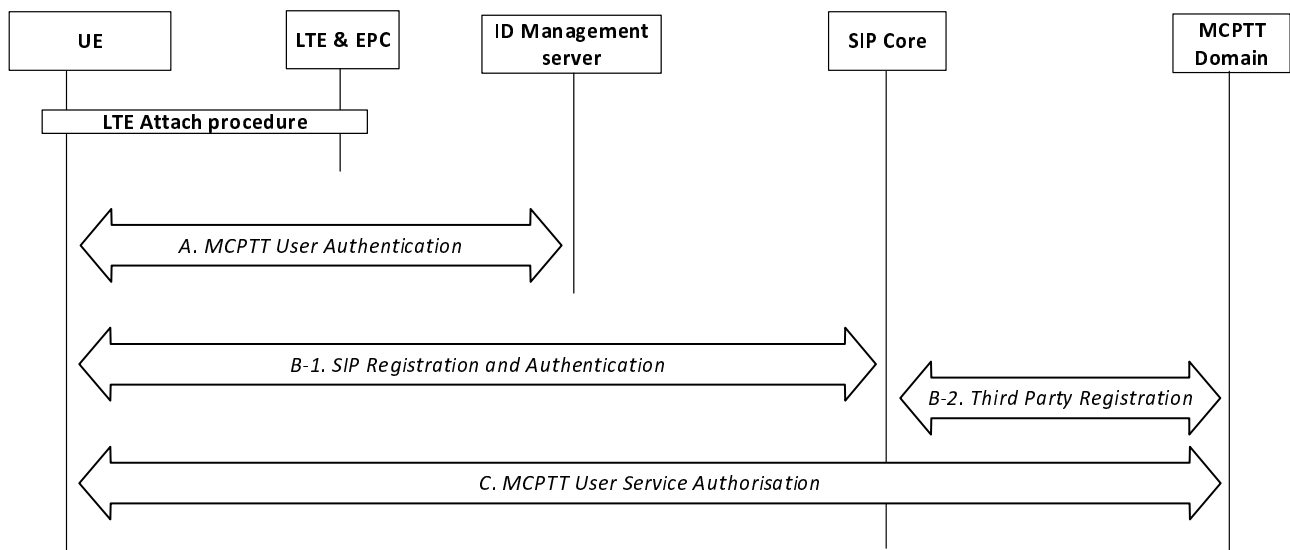 UE
LTE & EPC
ID Management
server
SIP Core
MCPTT
Domain
LTE Attach procedure
A. MCPTT User Authentication
B-1. SIP Registration and Authentication
B-2. Third Party Registration
C. MCPTT User Service Authorisation